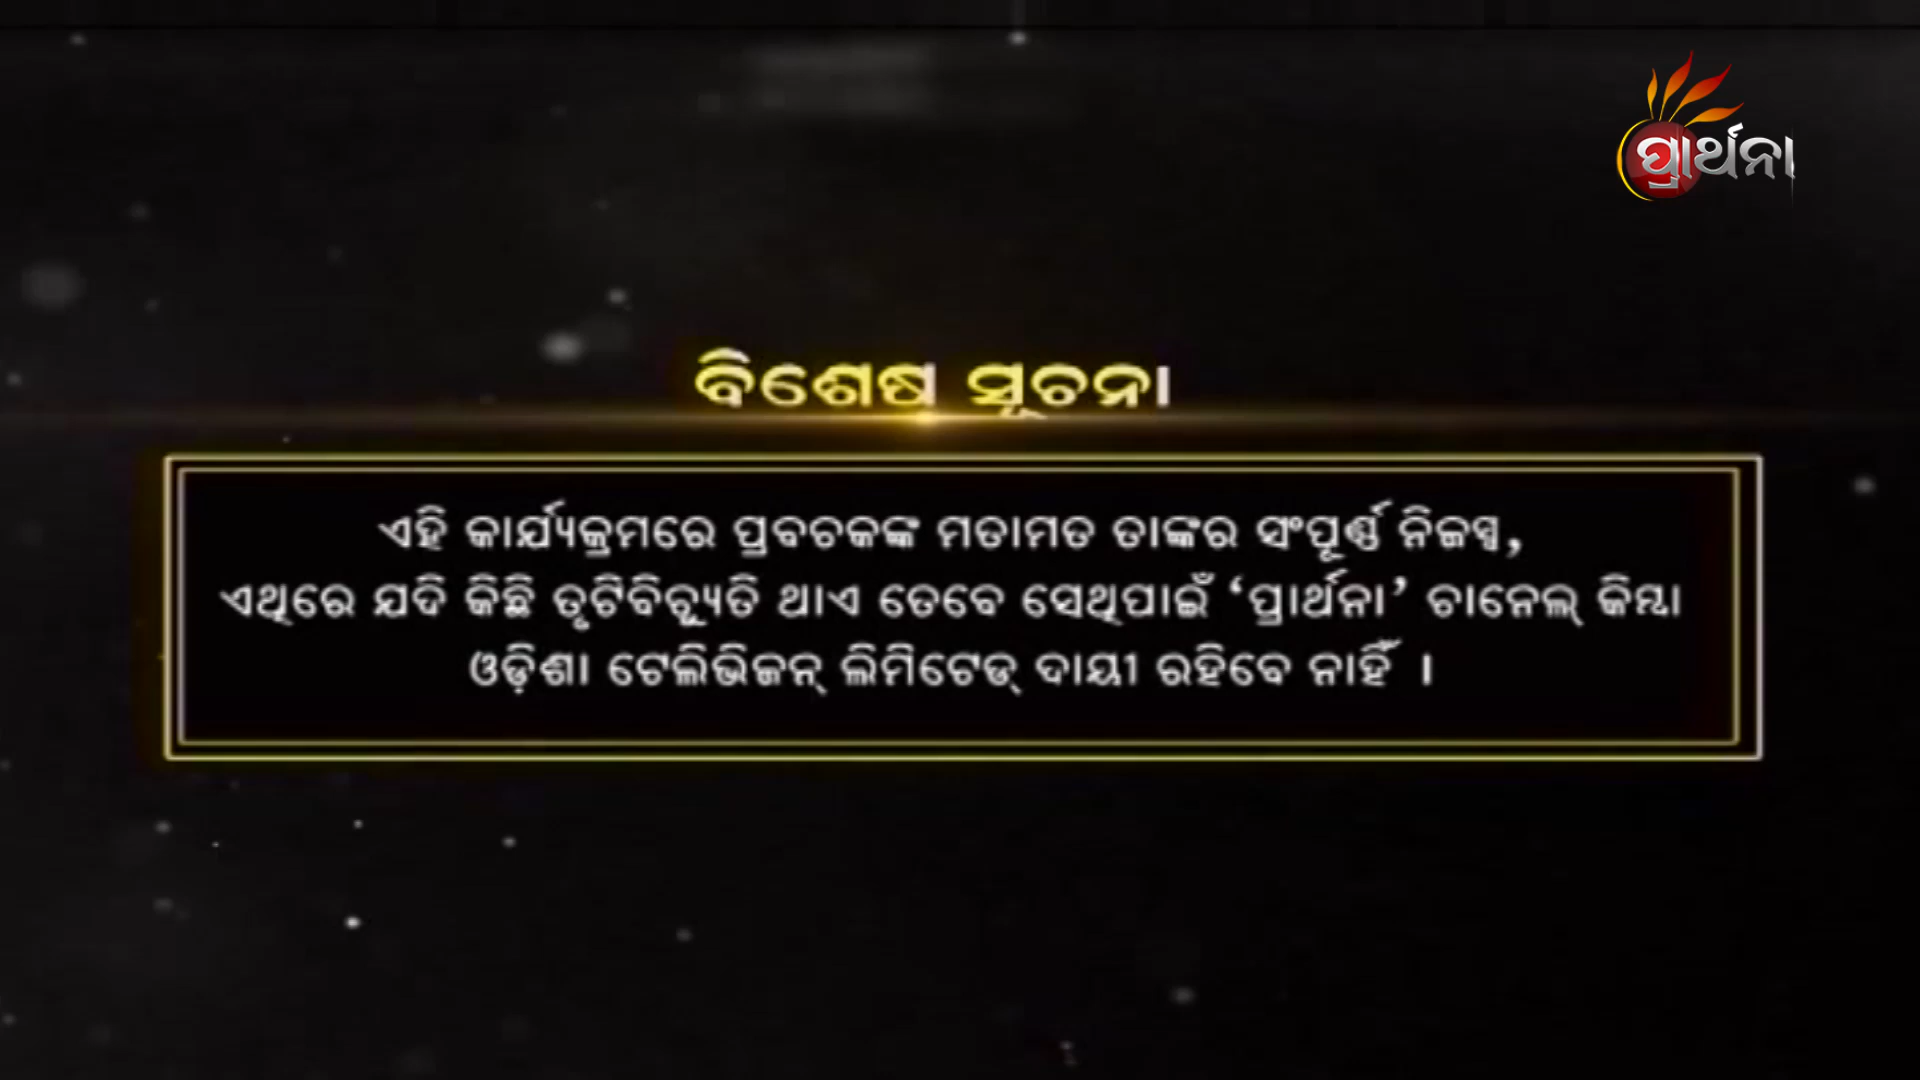 ପ୍ରାର୍ଥନା
ବିଶେଷ ସୂଚନା
ଏହି କାର୍ଯ୍ୟକ୍ରମରେ ପ୍ରବଚକଙ୍କ ମତାମତ ତାଙ୍କର ସଂପୂର୍ଣ୍ଣ ନିଜସ୍ୱ,
ଏଥିରେ ଯଦି କିଛି ତୃଟିବିଚ୍ୟୁତି ଥାଏ ତେବେ ସେଥିପାଇଁ ‘ପ୍ରାର୍ଥନା’ ଚାନେଲ୍ କିମ୍ୱା
ଓଡ଼ିଶା ଟେଲିଭିଜନ୍ ଲିମିଟେଡ୍ ଦାୟୀ ରହିବେ ନାହିଁ ।